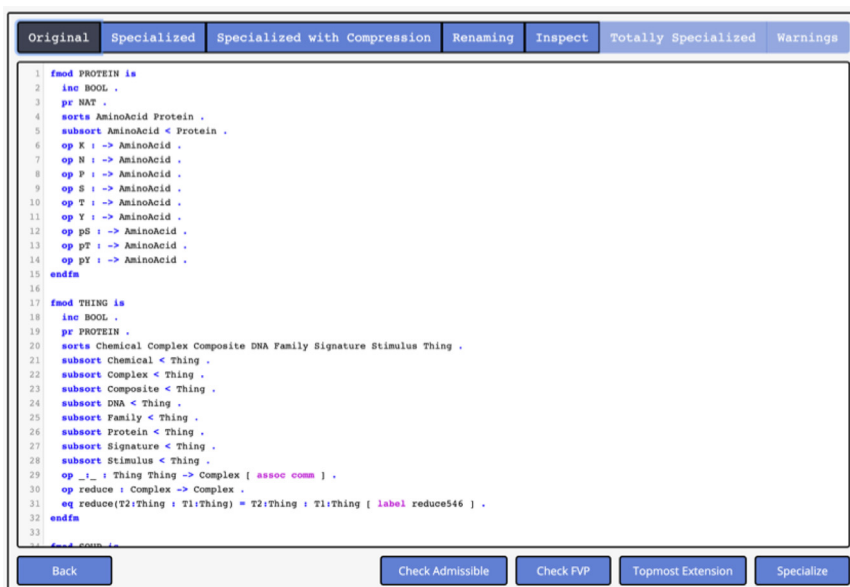 Original Specialized Specialized with Compression Renaming Inspect Totally Specialized Warnings
1 fmod PROTEIN is
2 inc BOOL .
3 pr NAT .
4 sorts AminoAcid Protein .
5 subsort AminoAcid < Protein .
6 op K : -> AminoAcid .
7 op N : -> AminoAcid .
8 op P : -> AminoAcid .
9 op S : -> AminoAcid .
10 op T : -> AminoAcid .
11 op Y : -> AminoAcid .
12 op pS : -> AminoAcid .
13 op pT : -> AminoAcid .
14 op pY : -> AminoAcid .
15 endfm
16
17 fmod THING is
18 inc BOOL .
19 pr PROTEIN .
20 sorts Chemical Complex Composite DNA Family Signature Stimulus Thing .
21 subsort Chemical < Thing .
22 subsort Complex < Thing .
23 subsort Composite < Thing .
24 subsort DNA < Thing .
25 subsort Family < Thing .
26 subsort Protein < Thing .
27 subsort Signature < Thing .
28 subsort Stimulus < Thing .
29 op _:_ : Thing Thing -> Complex [ assoc comm ] .
30 op reduce : Complex -> Complex .
31 eq reduce(T2:Thing : T1:Thing) = T2:Thing : T1:Thing [ label reduce546 ] .
32 endfm
33
34 fmod SOUP is
Back Check Admissible Check FVP Topmost Extension Specialize